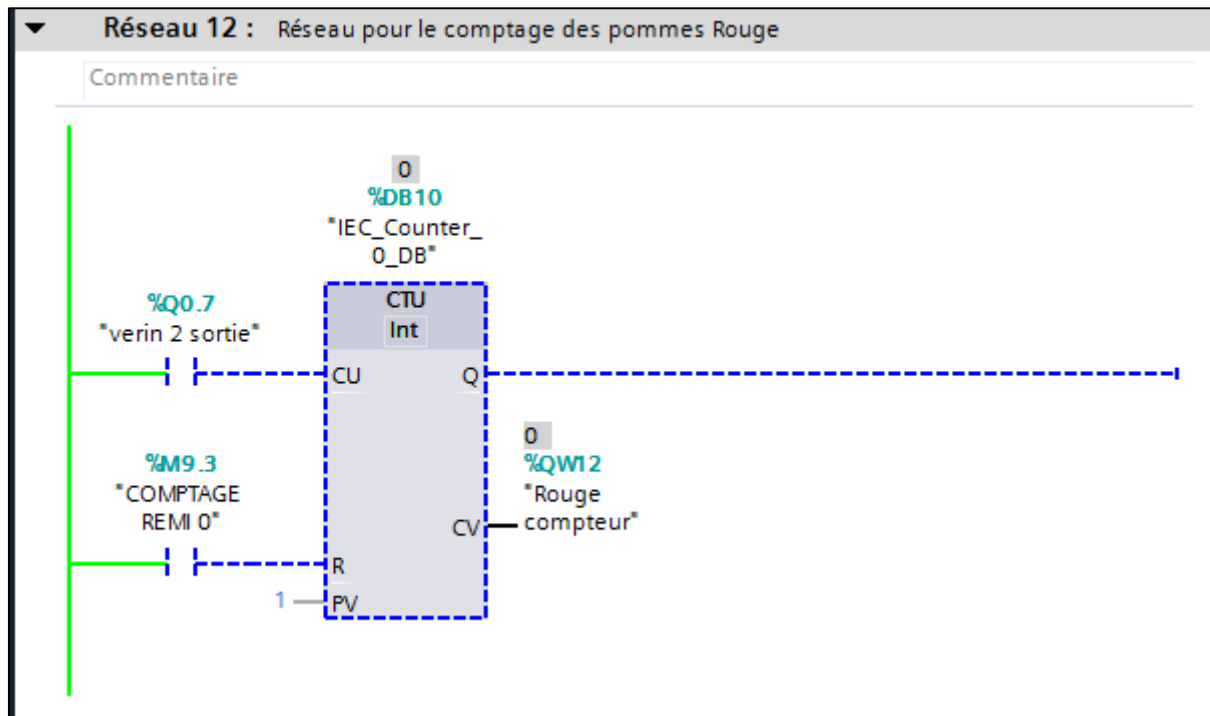 Réseau 12 : Réseau pour le comptage des pommes Rouge
Commentaire
0
%DB10
"IEC_Counter_
0_DB"
%Q0.7
"verin 2 sortie"
CTU
Int
CU
Q
%M9.3
"COMPTAGE
REMI 0"
0
%QW12
"Rouge
compteur"
CV
R
1
PV